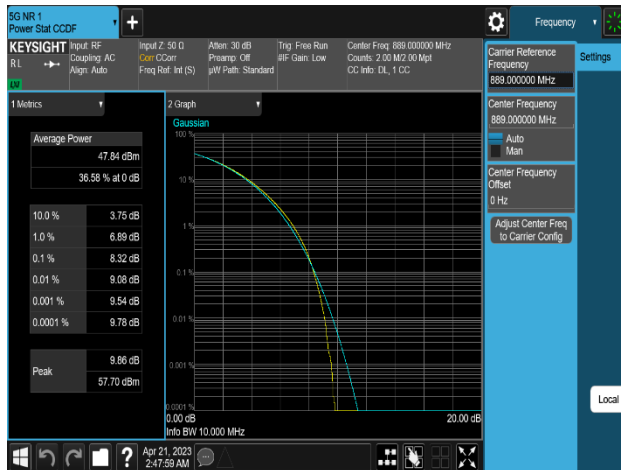 5G NR 1
Power Stat CCDF
Frequency
KEYSIGHT
Input: RF
Input Z: 50 Ω
Atten: 30 dB
Trig: Free Run
Center Freq: 889.000000 MHz
RL
Coupling: AC
Corr CCorr
Preamp: Off
#IF Gain: Low
Counts: 2.00 M/2.00 Mpt
Align: Auto
Freq Ref: Int (S)
µW Path: Standard
CC Info: DL, 1 CC
1 Metrics
Average Power
47.84 dBm
36.58 % at 0 dB
10.0 % 3.75 dB
1.0 % 6.89 dB
0.1 % 8.32 dB
0.01 % 9.08 dB
0.001 % 9.54 dB
0.0001 % 9.78 dB
Peak
9.86 dB
57.70 dBm
2 Graph
Gaussian
100 %
10 %
1 %
0.1 %
0.01 %
0.001 %
0.0001 %
0.00 dB
20.00 dB
Info BW 10.000 MHz
Carrier Reference
Frequency
889.000000 MHz
Center Frequency
889.000000 MHz
Auto
Man
Center Frequency
Offset
0 Hz
Adjust Center Freq
to Carrier Config
Settings
Local
Apr 21, 2023
2:47:59 AM